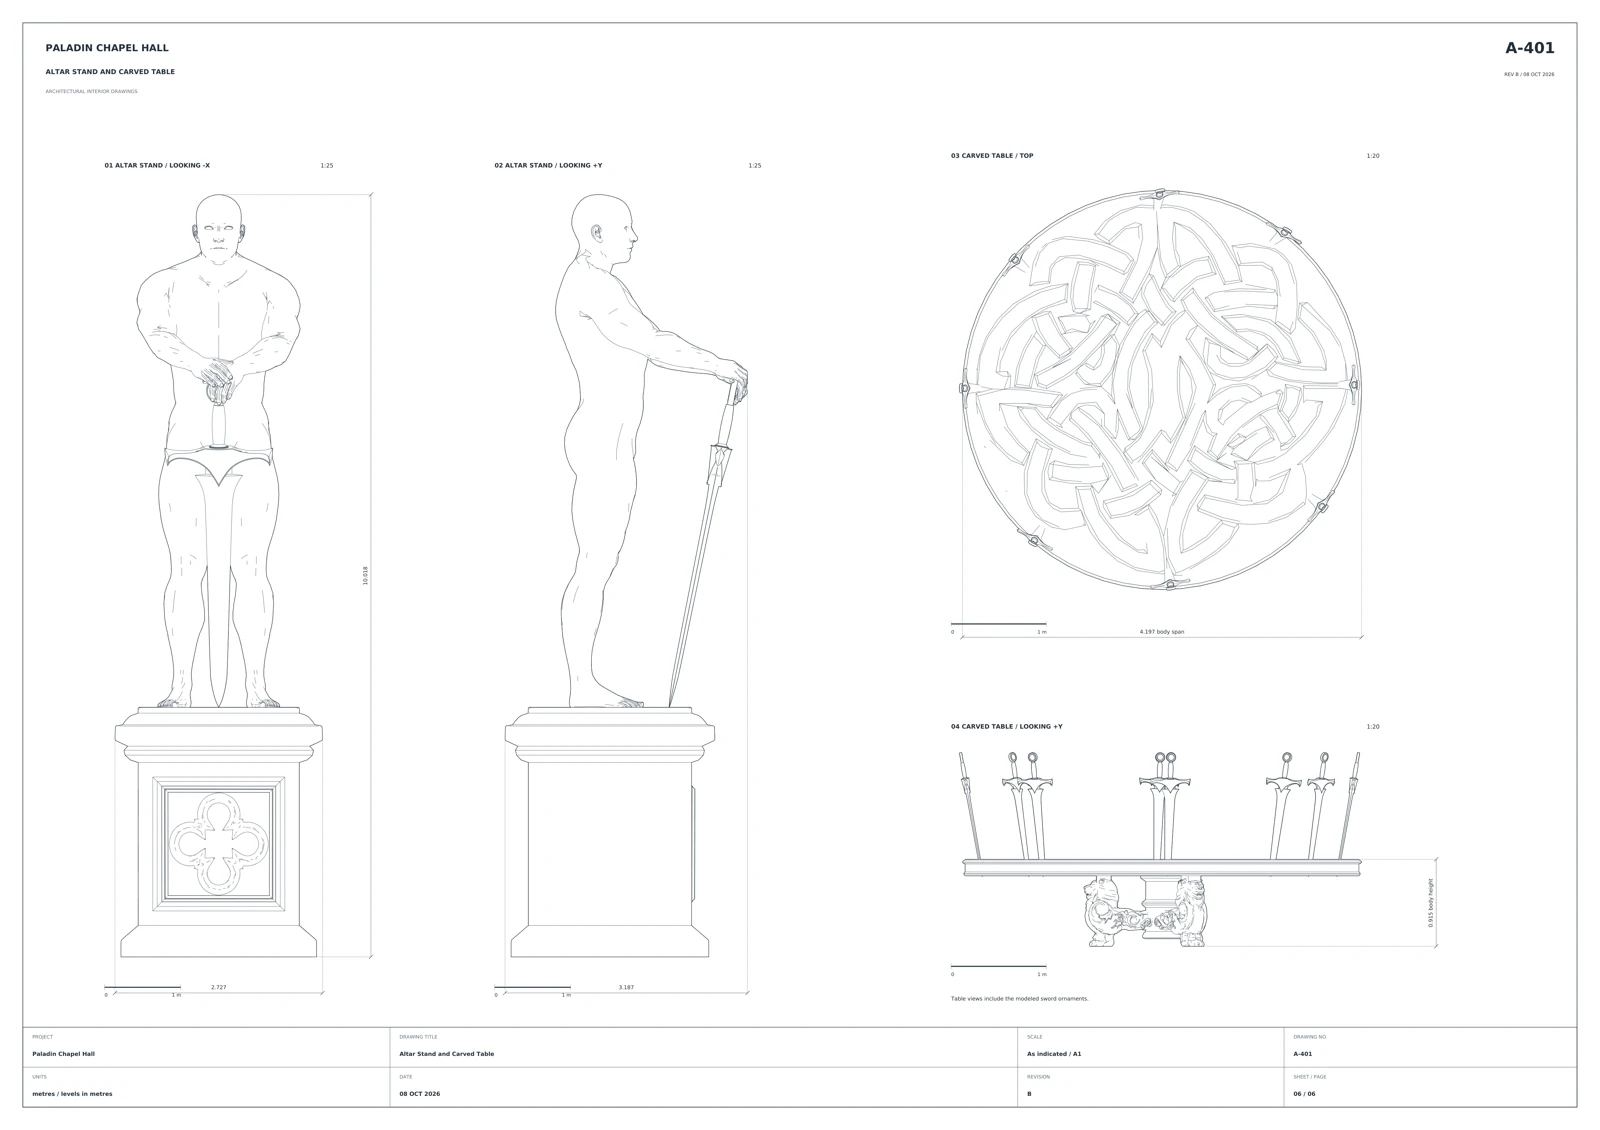 PALADIN CHAPEL HALL
A-401
ALTAR STAND AND CARVED TABLE
REV B / 08 OCT 2026
ARCHITECTURAL INTERIOR DRAWINGS
01 ALTAR STAND / LOOKING -X
1:25
10.018
0
1 m
2.727
02 ALTAR STAND / LOOKING +Y
1:25
0
1 m
3.187
03 CARVED TABLE / TOP
1:20
0
1 m
4.197 body span
04 CARVED TABLE / LOOKING +Y
1:20
0.915 body height
0
1 m
Table views include the modeled sword ornaments.
PROJECT
Paladin Chapel Hall
DRAWING TITLE
Altar Stand and Carved Table
SCALE
As indicated / A1
DRAWING NO.
A-401
UNITS
metres / levels in metres
DATE
08 OCT 2026
REVISION
B
SHEET / PAGE
06 / 06